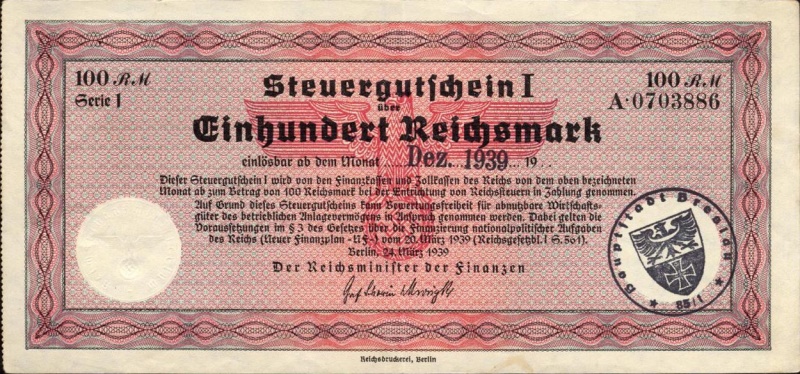 100 RM
Serie I
Steuergutschein I
über
100 RM
A·0703886
Einhundert Reichsmark
einlösbar ab dem Monat Dez. 1939 19
Dieser Steuergutschein I wird von den Finanzkassen und Zollkassen des Reichs von dem oben bezeichneten
Monat ab zum Betrag von 100 Reichsmark bei der Entrichtung von Reichssteuern in Zahlung genommen.
Auf Grund dieses Steuergutscheins kann Bewertungsfreiheit für abnutzbare Wirtschafts-
güter des betrieblichen Anlagevermögens in Anspruch genommen werden. Dabei gelten die
Voraussetzungen im § 3 des Gesetzes über die Finanzierung nationalpolitischer Aufgaben
des Reichs (Neuer Finanzplan - NF.) vom 20. März 1939 (Reichsgesetzbl. I S. 561).
Berlin, 24. März 1939
Der Reichsminister der Finanzen
Hauptstadt Breslau
85/1
Reichsdruckerei, Berlin